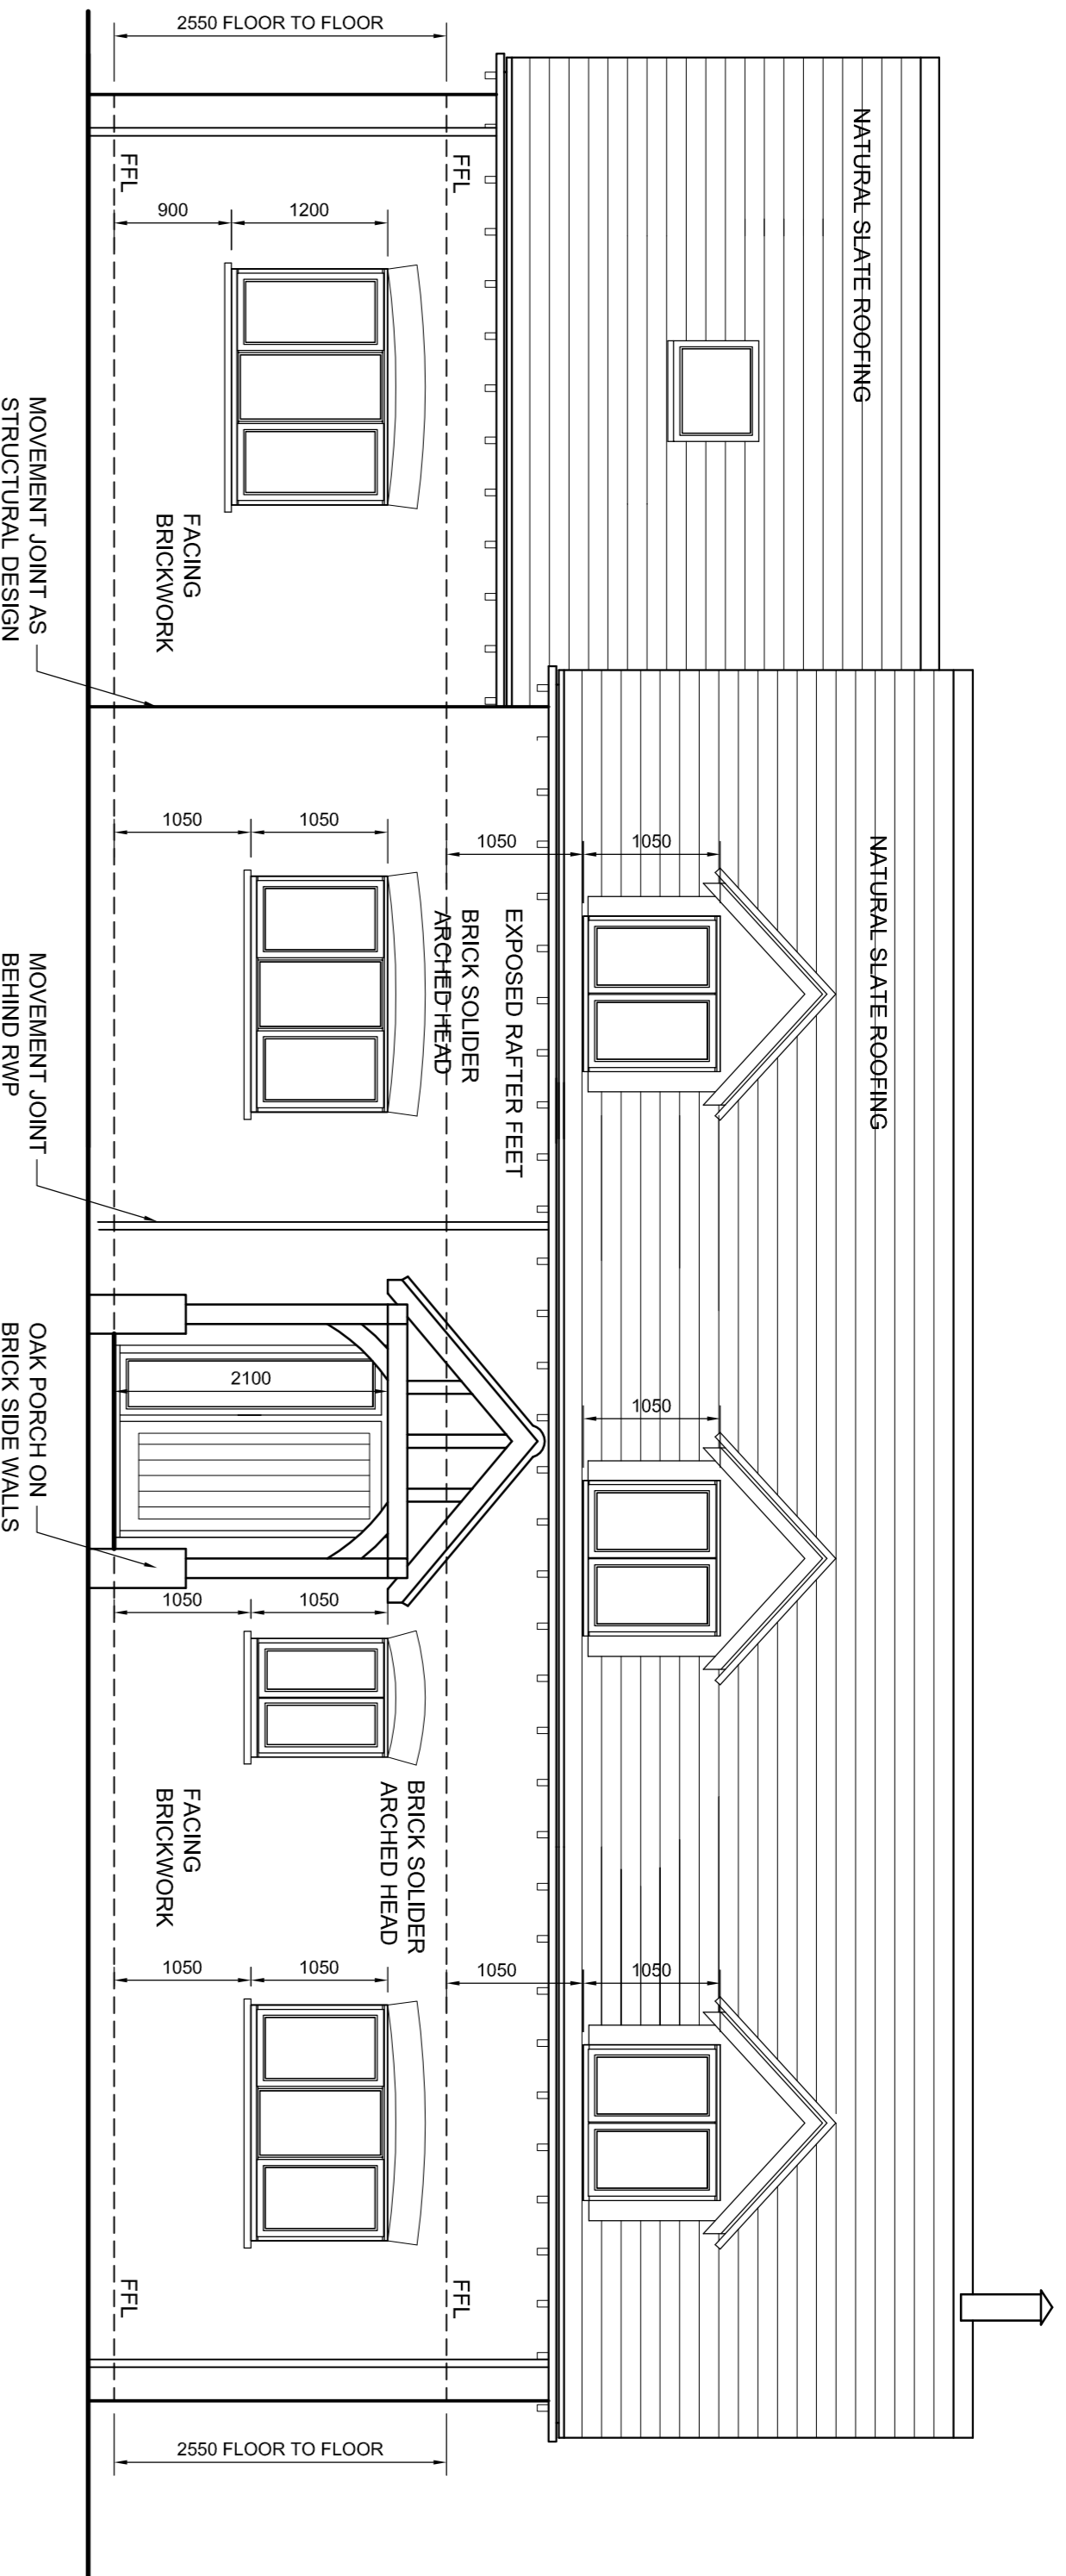 NATURAL SLATE ROOFING
NATURAL SLATE ROOFING
1050
1050
1050
1050
1050
EXPOSED RAFTER FEET
BRICK SOLIDER
ARCHED HEAD
BRICK SOLIDER
ARCHED HEAD
2550 FLOOR TO FLOOR
FFL
FFL
1200
900
FACING
BRICKWORK
1050
1050
2100
1050
1050
FACING
BRICKWORK
1050
1050
FFL
FFL
2550 FLOOR TO FLOOR
MOVEMENT JOINT AS
STRUCTURAL DESIGN
MOVEMENT JOINT
BEHIND RWP
OAK PORCH ON
BRICK SIDE WALLS